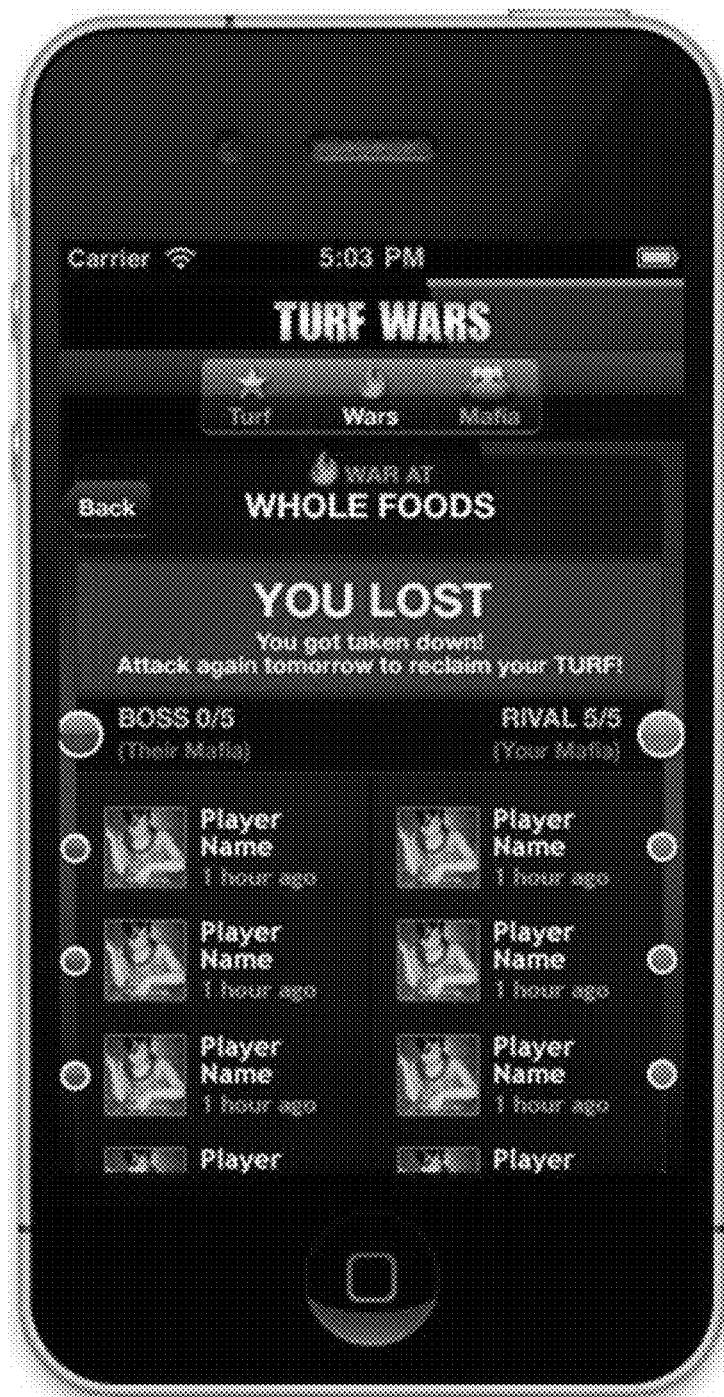 Carrier 5:03 PM
TURF WARS
Turf Wars Mafia
WAR AT
Back WHOLE FOODS
YOU LOST
You got taken down!
Attack again tomorrow to reclaim your TURF!
BOSS 0/5 RIVAL 5/5
(Their Mafia) (Your Mafia)
Player Player
Name Name
1 hour ago 1 hour ago
Player Player
Name Name
1 hour ago 1 hour ago
Player Player
Name Name
1 hour ago 1 hour ago
Player Player